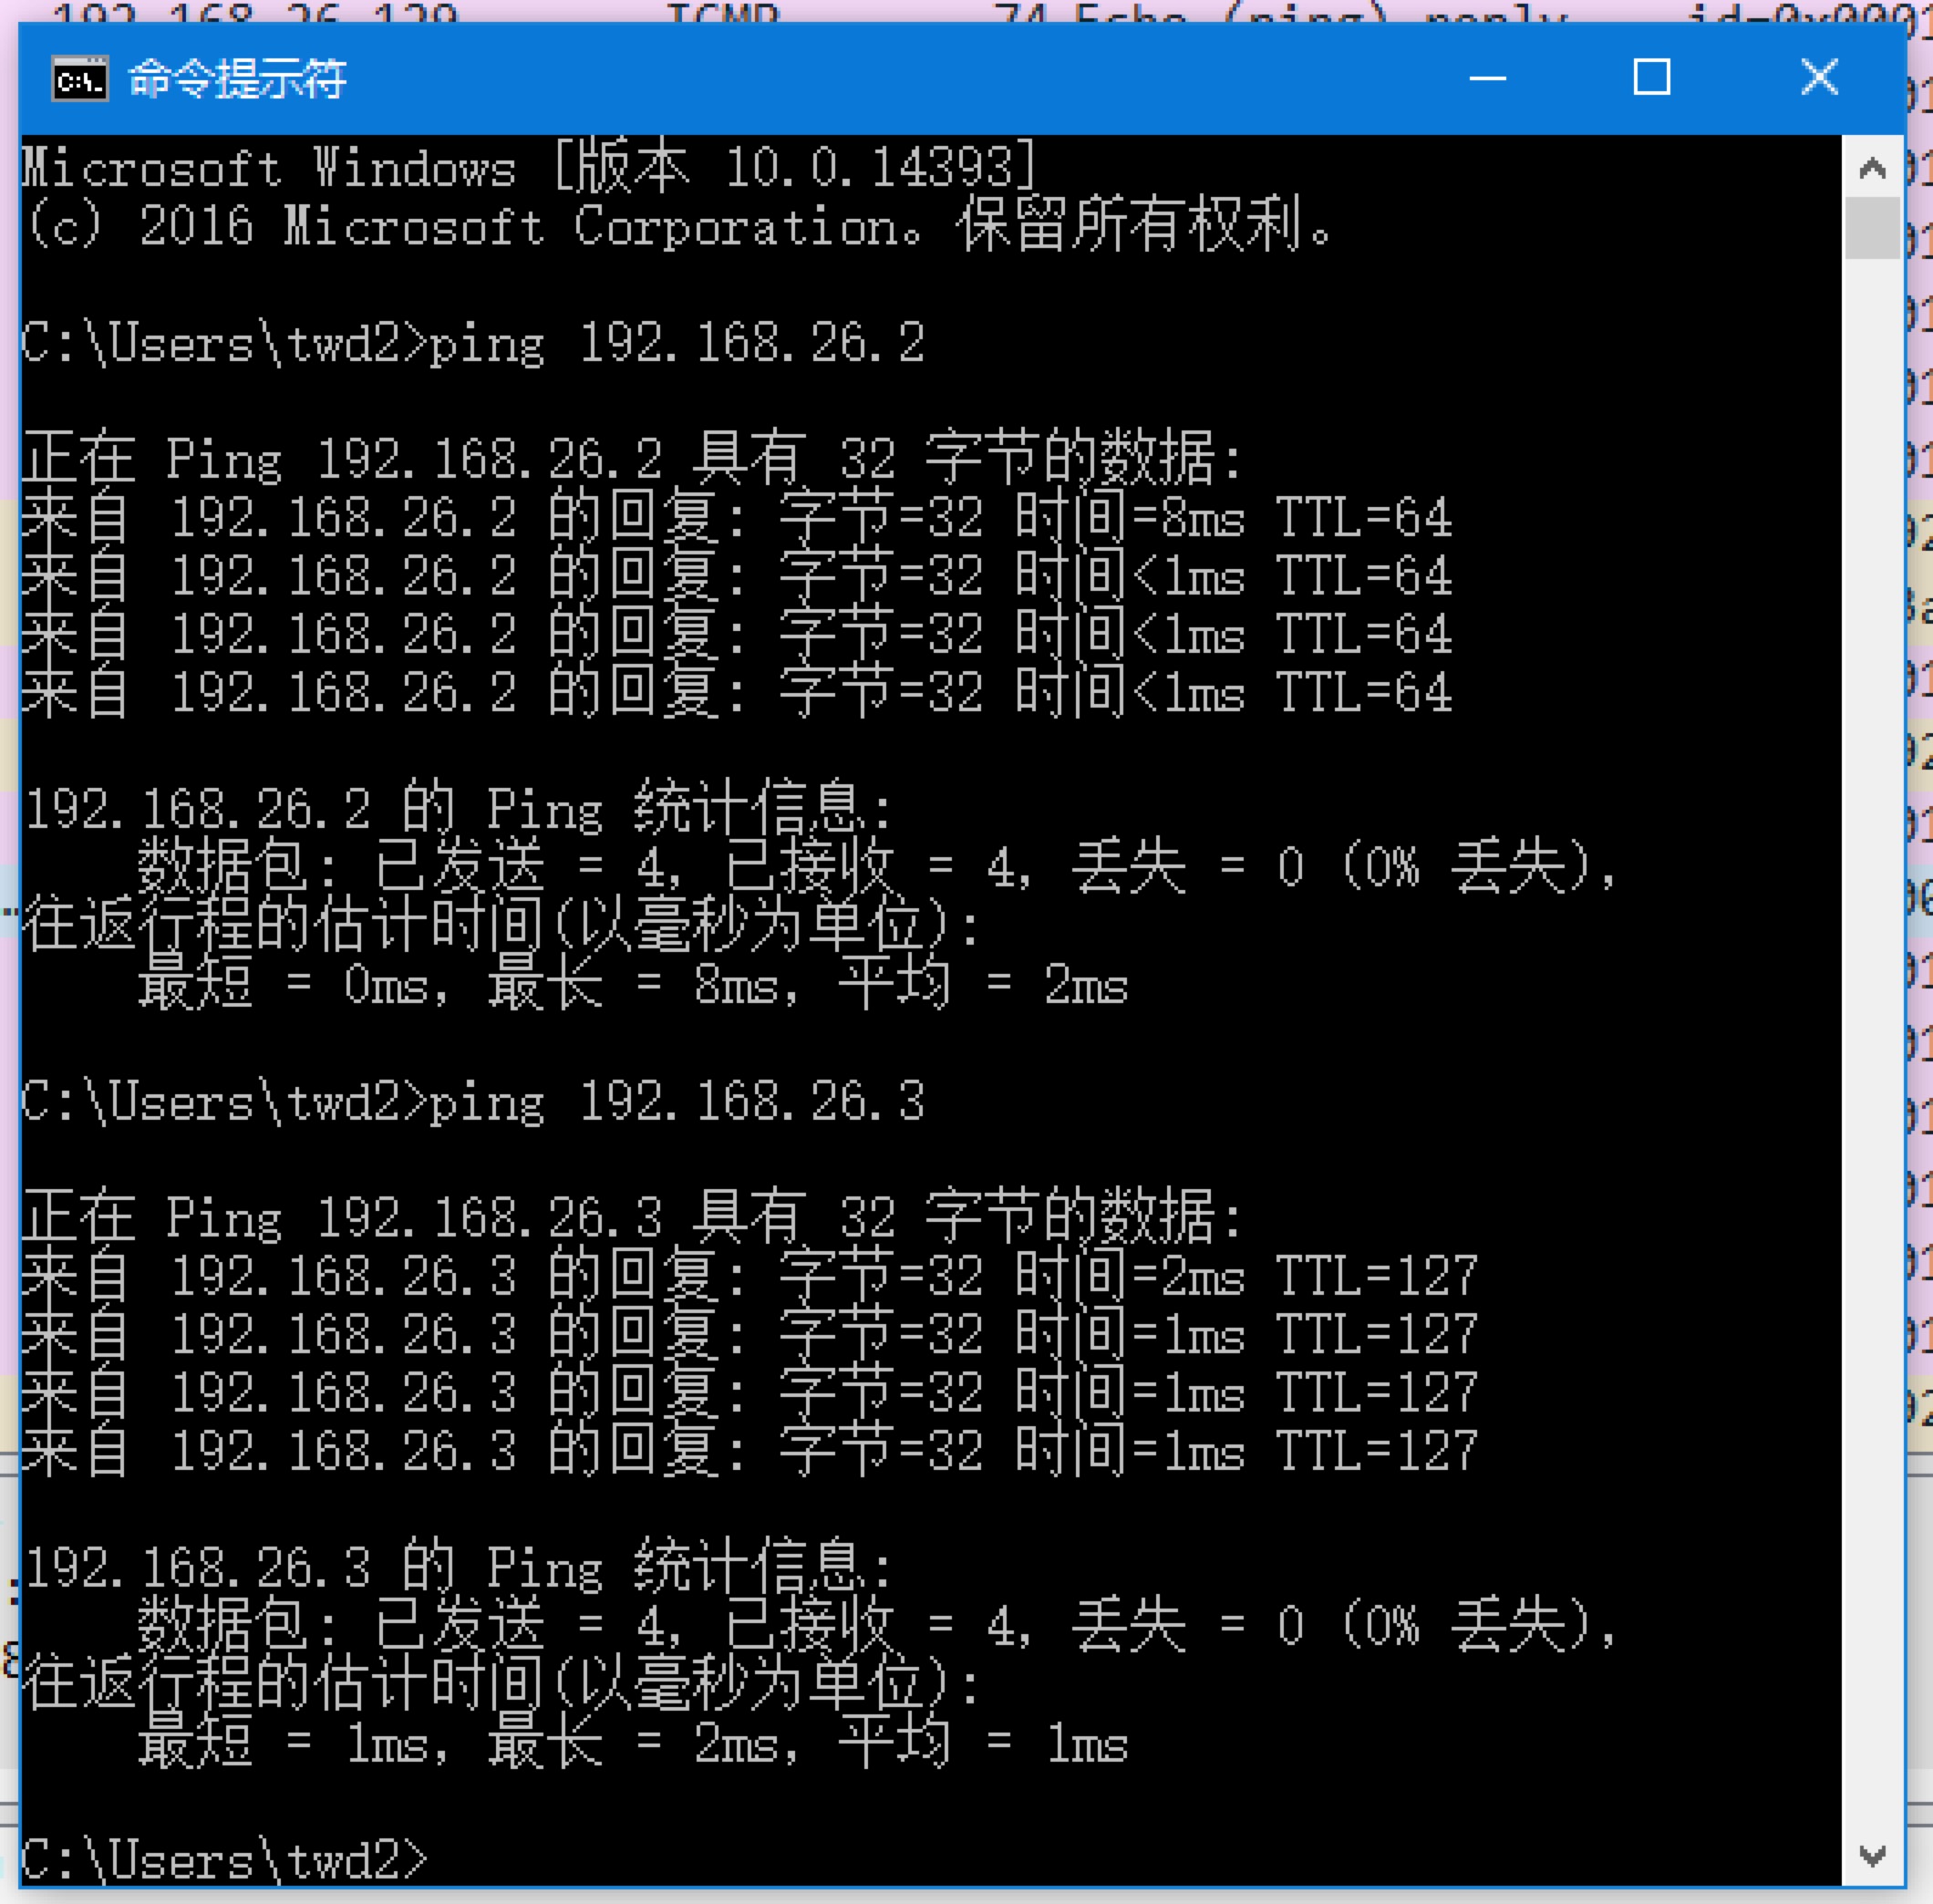 192.168.26.129 ICMP 74 Echo (ping) reply id=0x0001
命令提示符
Microsoft Windows [版本 10.0.14393]
(c) 2016 Microsoft Corporation。保留所有权利。
C:\Users\twd2>ping 192.168.26.2
正在 Ping 192.168.26.2 具有 32 字节的数据:
来自 192.168.26.2 的回复: 字节=32 时间=8ms TTL=64
来自 192.168.26.2 的回复: 字节=32 时间<1ms TTL=64
来自 192.168.26.2 的回复: 字节=32 时间<1ms TTL=64
来自 192.168.26.2 的回复: 字节=32 时间<1ms TTL=64
192.168.26.2 的 Ping 统计信息:
数据包: 已发送 = 4, 已接收 = 4, 丢失 = 0 (0% 丢失),
往返行程的估计时间(以毫秒为单位):
最短 = 0ms, 最长 = 8ms, 平均 = 2ms
C:\Users\twd2>ping 192.168.26.3
正在 Ping 192.168.26.3 具有 32 字节的数据:
来自 192.168.26.3 的回复: 字节=32 时间=2ms TTL=127
来自 192.168.26.3 的回复: 字节=32 时间=1ms TTL=127
来自 192.168.26.3 的回复: 字节=32 时间=1ms TTL=127
来自 192.168.26.3 的回复: 字节=32 时间=1ms TTL=127
192.168.26.3 的 Ping 统计信息:
数据包: 已发送 = 4, 已接收 = 4, 丢失 = 0 (0% 丢失),
往返行程的估计时间(以毫秒为单位):
最短 = 1ms, 最长 = 2ms, 平均 = 1ms
C:\Users\twd2>